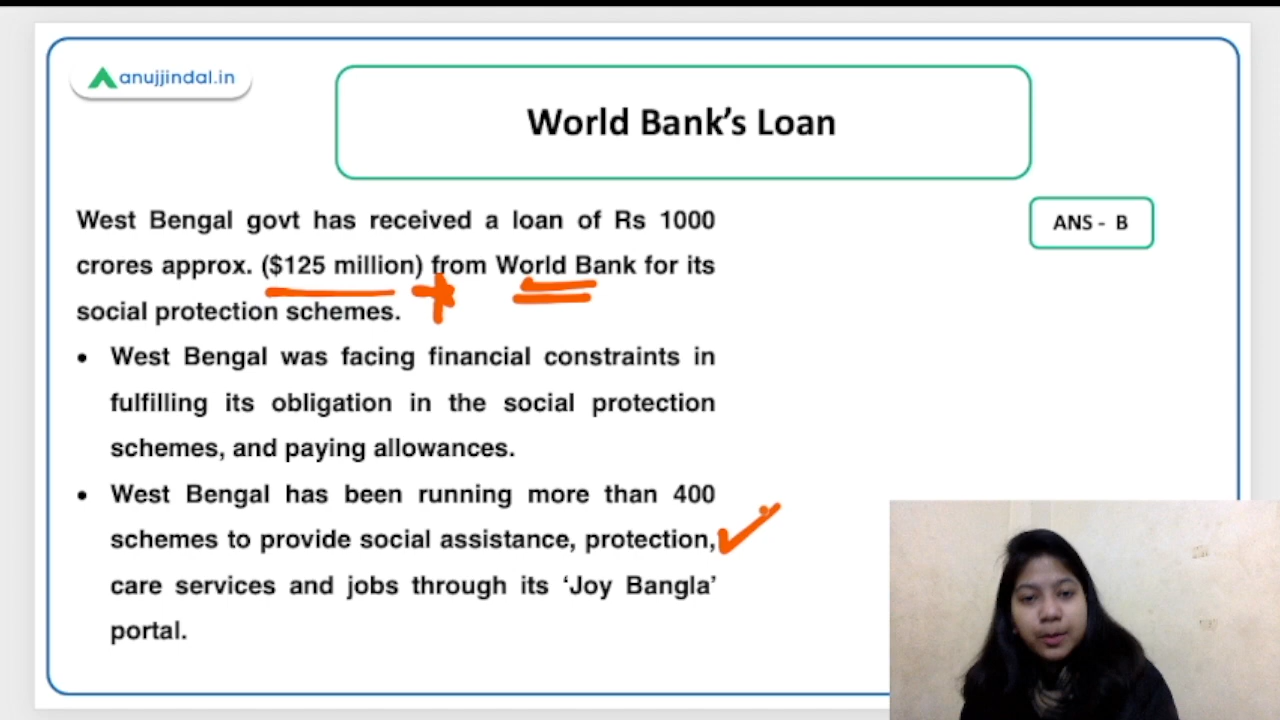 anujjindal.in
World Bank's Loan
West Bengal govt has received a loan of Rs 1000
crores approx. ($125 million) from World Bank for its
social protection schemes.
ANS - B
• West Bengal was facing financial constraints in
fulfilling its obligation in the social protection
schemes, and paying allowances.
• West Bengal has been running more than 400
schemes to provide social assistance, protection,
care services and jobs through its ‘Joy Bangla’
portal.